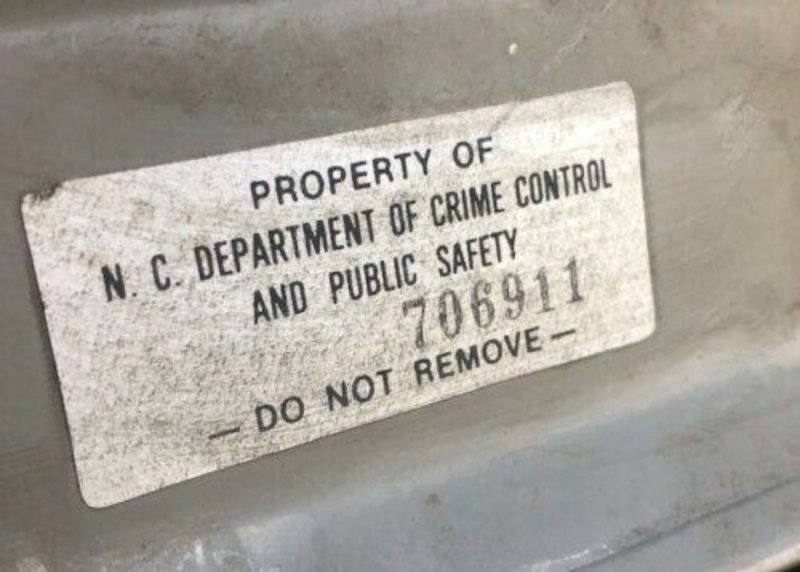 PROPERTY OF
N. C. DEPARTMENT OF CRIME CONTROL
AND PUBLIC SAFETY
706911
— DO NOT REMOVE —